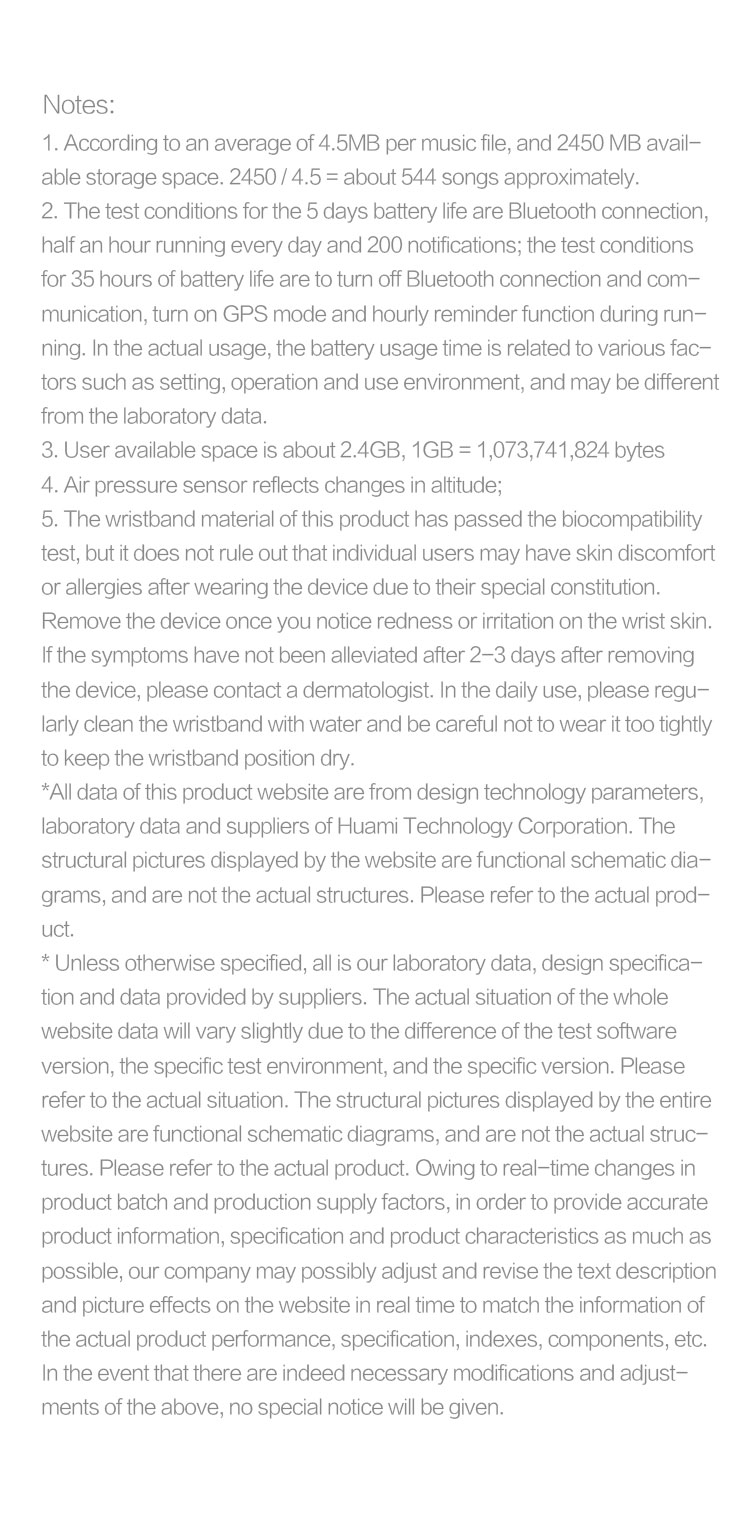 Notes:
1. According to an average of 4.5MB per music file, and 2450 MB avail-
able storage space. 2450 / 4.5 = about 544 songs approximately.
2. The test conditions for the 5 days battery life are Bluetooth connection,
half an hour running every day and 200 notifications; the test conditions
for 35 hours of battery life are to turn off Bluetooth connection and com-
munication, turn on GPS mode and hourly reminder function during run-
ning. In the actual usage, the battery usage time is related to various fac-
tors such as setting, operation and use environment, and may be different
from the laboratory data.
3. User available space is about 2.4GB, 1GB = 1,073,741,824 bytes
4. Air pressure sensor reflects changes in altitude;
5. The wristband material of this product has passed the biocompatibility
test, but it does not rule out that individual users may have skin discomfort
or allergies after wearing the device due to their special constitution.
Remove the device once you notice redness or irritation on the wrist skin.
If the symptoms have not been alleviated after 2-3 days after removing
the device, please contact a dermatologist. In the daily use, please regu-
larly clean the wristband with water and be careful not to wear it too tightly
to keep the wristband position dry.
*All data of this product website are from design technology parameters,
laboratory data and suppliers of Huami Technology Corporation. The
structural pictures displayed by the website are functional schematic dia-
grams, and are not the actual structures. Please refer to the actual prod-
uct.
* Unless otherwise specified, all is our laboratory data, design specifica-
tion and data provided by suppliers. The actual situation of the whole
website data will vary slightly due to the difference of the test software
version, the specific test environment, and the specific version. Please
refer to the actual situation. The structural pictures displayed by the entire
website are functional schematic diagrams, and are not the actual struc-
tures. Please refer to the actual product. Owing to real-time changes in
product batch and production supply factors, in order to provide accurate
product information, specification and product characteristics as much as
possible, our company may possibly adjust and revise the text description
and picture effects on the website in real time to match the information of
the actual product performance, specification, indexes, components, etc.
In the event that there are indeed necessary modifications and adjust-
ments of the above, no special notice will be given.